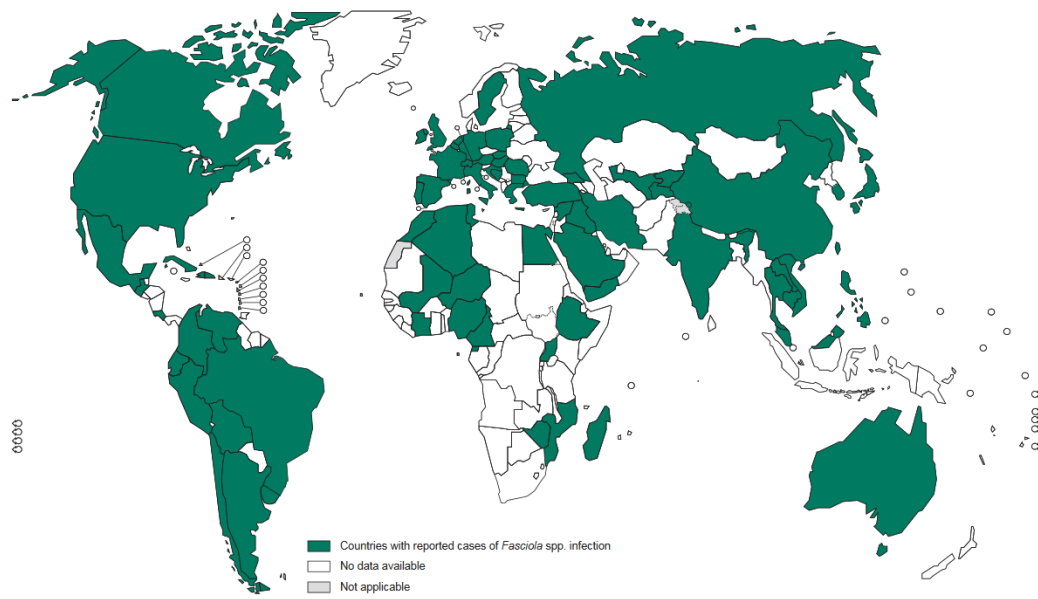 Countries with reported cases of Fasciola spp. infection
No data available
Not applicable